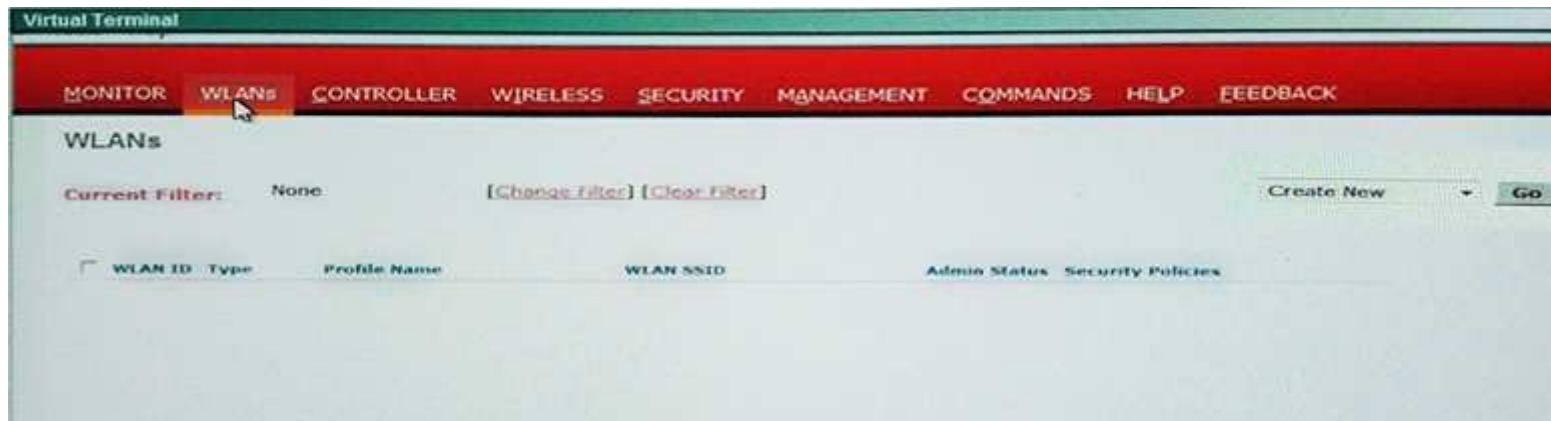 Virtual Terminal
MONITOR WLANs CONTROLLER WIRELESS SECURITY MANAGEMENT COMMANDS HELP FEEDBACK
WLANs
Current Filter: None [Change Filter] [Clear Filter] Create New Go
WLAN ID Type Profile Name WLAN SSID Admin Status Security Policies